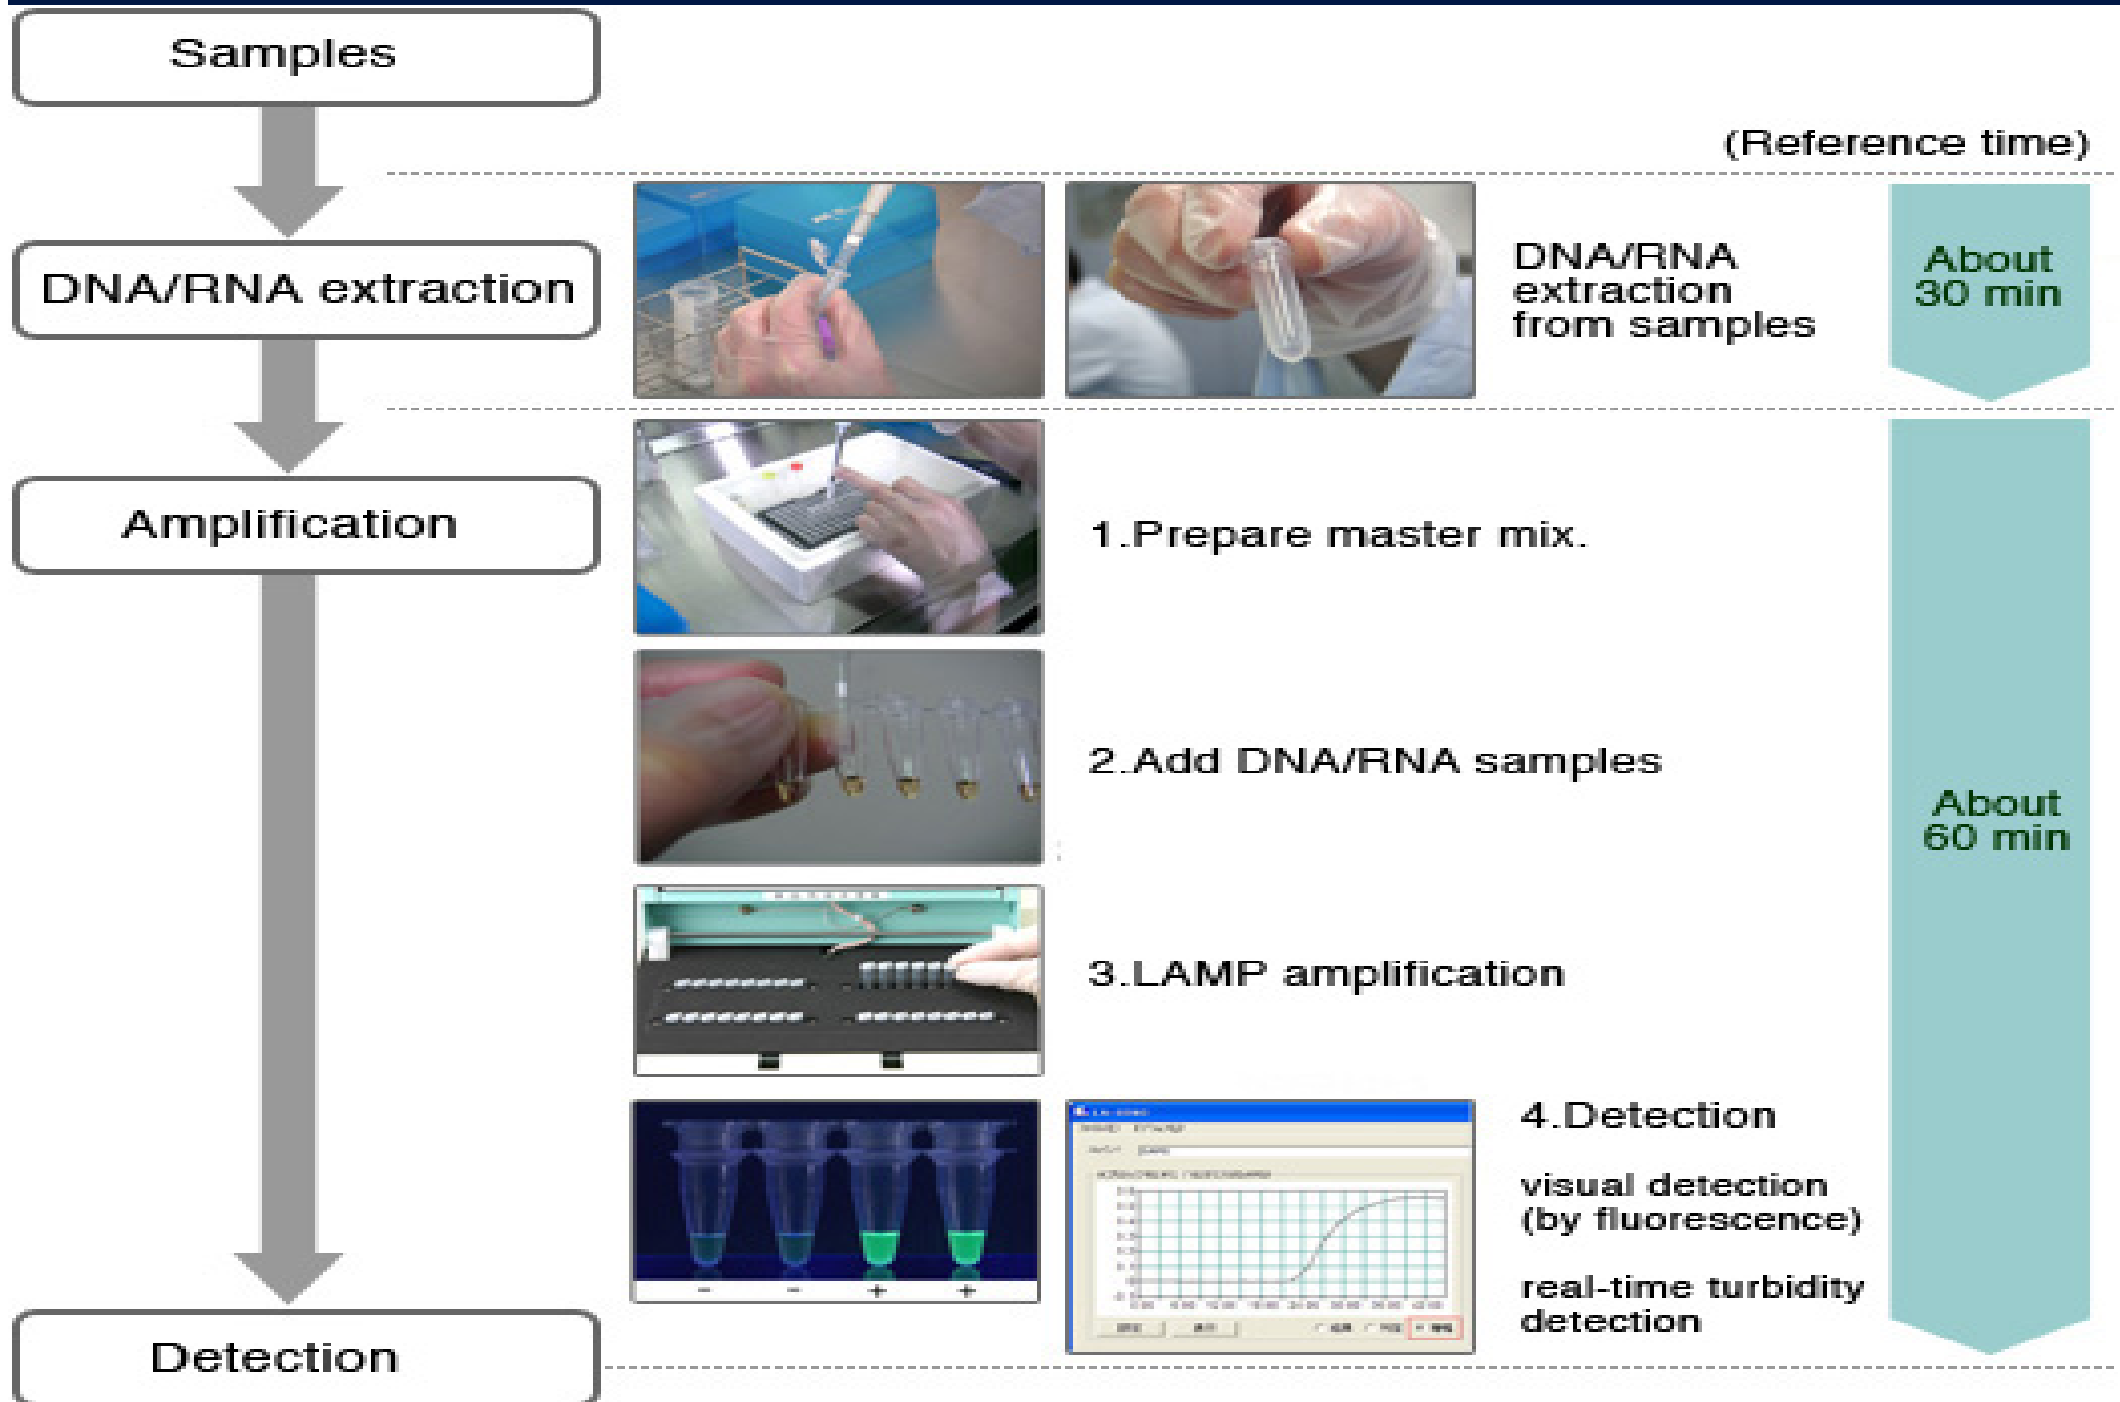 Samples
(Reference time)
DNA/RNA extraction
DNA/RNA
extraction
from samples
About
30 min
Amplification
1.Prepare master mix.
2.Add DNA/RNA samples
About
60 min
3.LAMP amplification
4.Detection
visual detection
(by fluorescence)
real-time turbidity
detection
- - + +
Detection